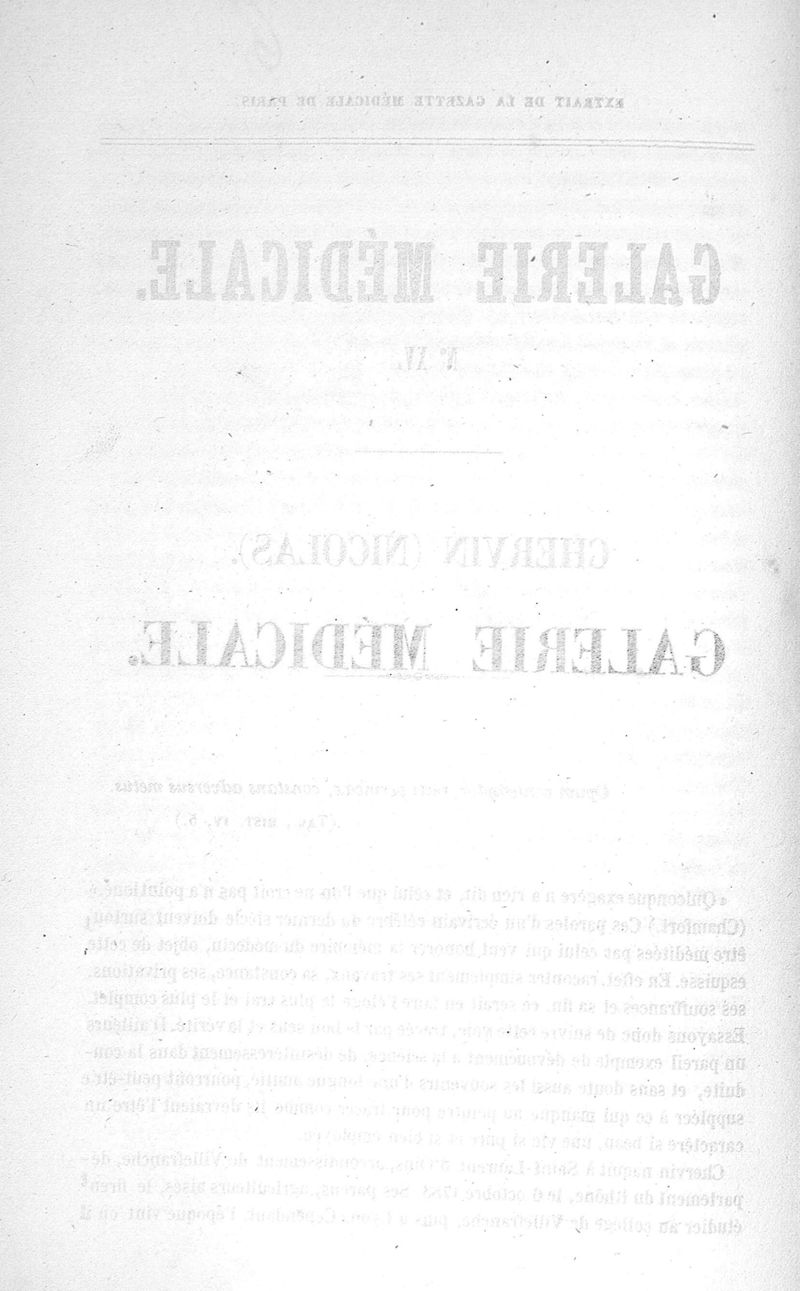 EXTRAIT DE LA GAZETTE MÉDICALE DE PARIS.
GALERIE MÉDICALE.
N° IV.
CHERVIN (NICOLAS).
GALERIE MÉDICALE.
Opum contemptor, recti pervicax, constans adversus metus.
(TAC., HIST. IV, 5.)
« Quiconque exagère n'a rien dit, et celui que l'on ne croit pas n'a point
(Chamfort.) Ces paroles d'un écrivain célèbre du dernier siècle doivent surtout
être méditées par celui qui veut honorer la mémoire du médecin, objet de cette
esquisse. En effet, raconter simplement ses travaux, sa constance, ses privations,
ses souffrances et sa fin, ce serait en faire l'éloge le plus vrai et le plus complet.
Essayons donc de suivre cette voie, tracée par le bon sens et la vérité. D'ailleurs
un pareil exemple de dévouement à la science, de désintéressement dans la con-
duite, et sans doute aussi les souvenirs d'une longue amitié, pourront peut-être
suppléer à ce qui manque au peintre pour tracer comme ils devraient l'être un
caractère si beau, une vie si pure et si bien employée.
Chervin naquit à Saint-Laurent d'Oins, arrondissement de Villefranche, dé-
partement du Rhône, le 6 octobre 1783. Ses parens, agriculteurs aisés, le firent
étudier au collége de Villefranche, puis à Lyon. Cependant l'époque vint où il